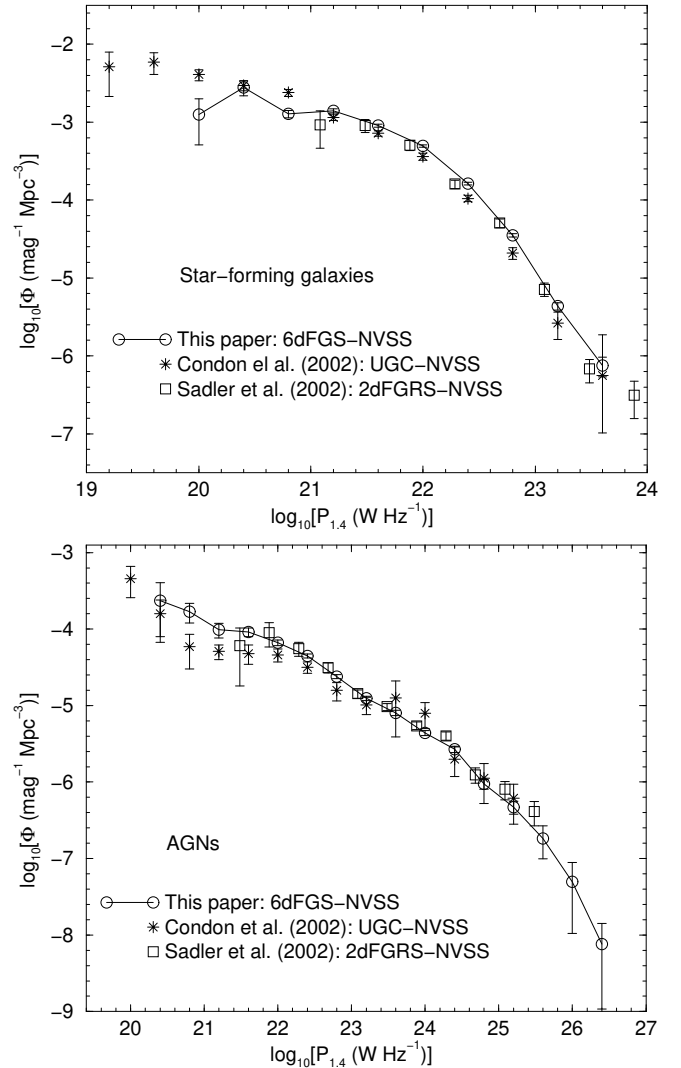 −2
−3
−4
−5
−6
−7
log10[Φ (mag−1 Mpc−3)]
Star−forming galaxies
This paper: 6dFGS−NVSS
Condon el al. (2002): UGC−NVSS
Sadler et al. (2002): 2dFGRS−NVSS
19 20 21 22 23 24
log10[P1.4 (W Hz−1)]
−3
−4
−5
−6
−7
−8
−9
log10[Φ (mag−1 Mpc−3)]
AGNs
This paper: 6dFGS−NVSS
Condon et al. (2002): UGC−NVSS
Sadler et al. (2002): 2dFGRS−NVSS
20 21 22 23 24 25 26 27
log10[P1.4 (W Hz−1)]